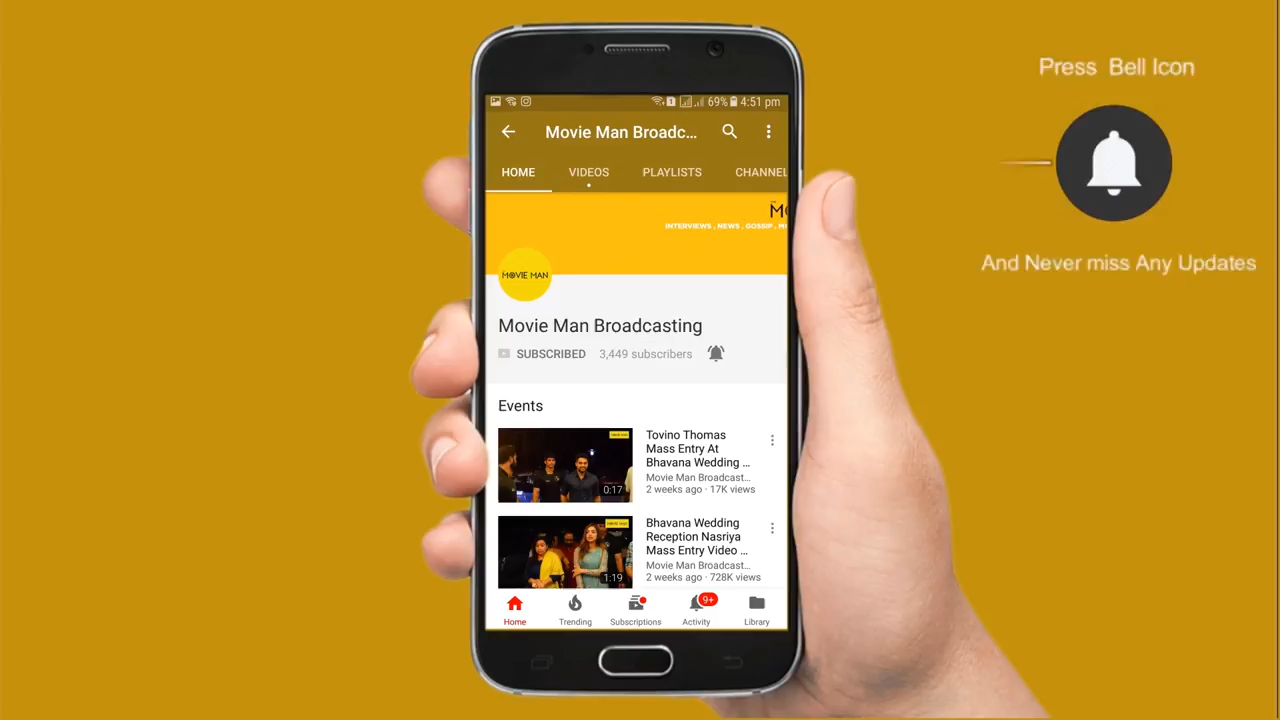 Press Bell Icon
And Never miss Any Updates
69% 4:51 pm
Movie Man Broadc...
HOME VIDEOS PLAYLISTS CHANNEL
INTERVIEWS , NEWS , GOSSIP ,
MOVIE MAN
Movie Man Broadcasting
SUBSCRIBED 3,449 subscribers
Events
Tovino Thomas
Mass Entry At
Bhavana Wedding ...
Movie Man Broadcast...
2 weeks ago · 17K views
0:17
Bhavana Wedding
Reception Nasriya
Mass Entry Video ...
Movie Man Broadcast...
2 weeks ago · 728K views
1:19
9+
Home Trending Subscriptions Activity Library